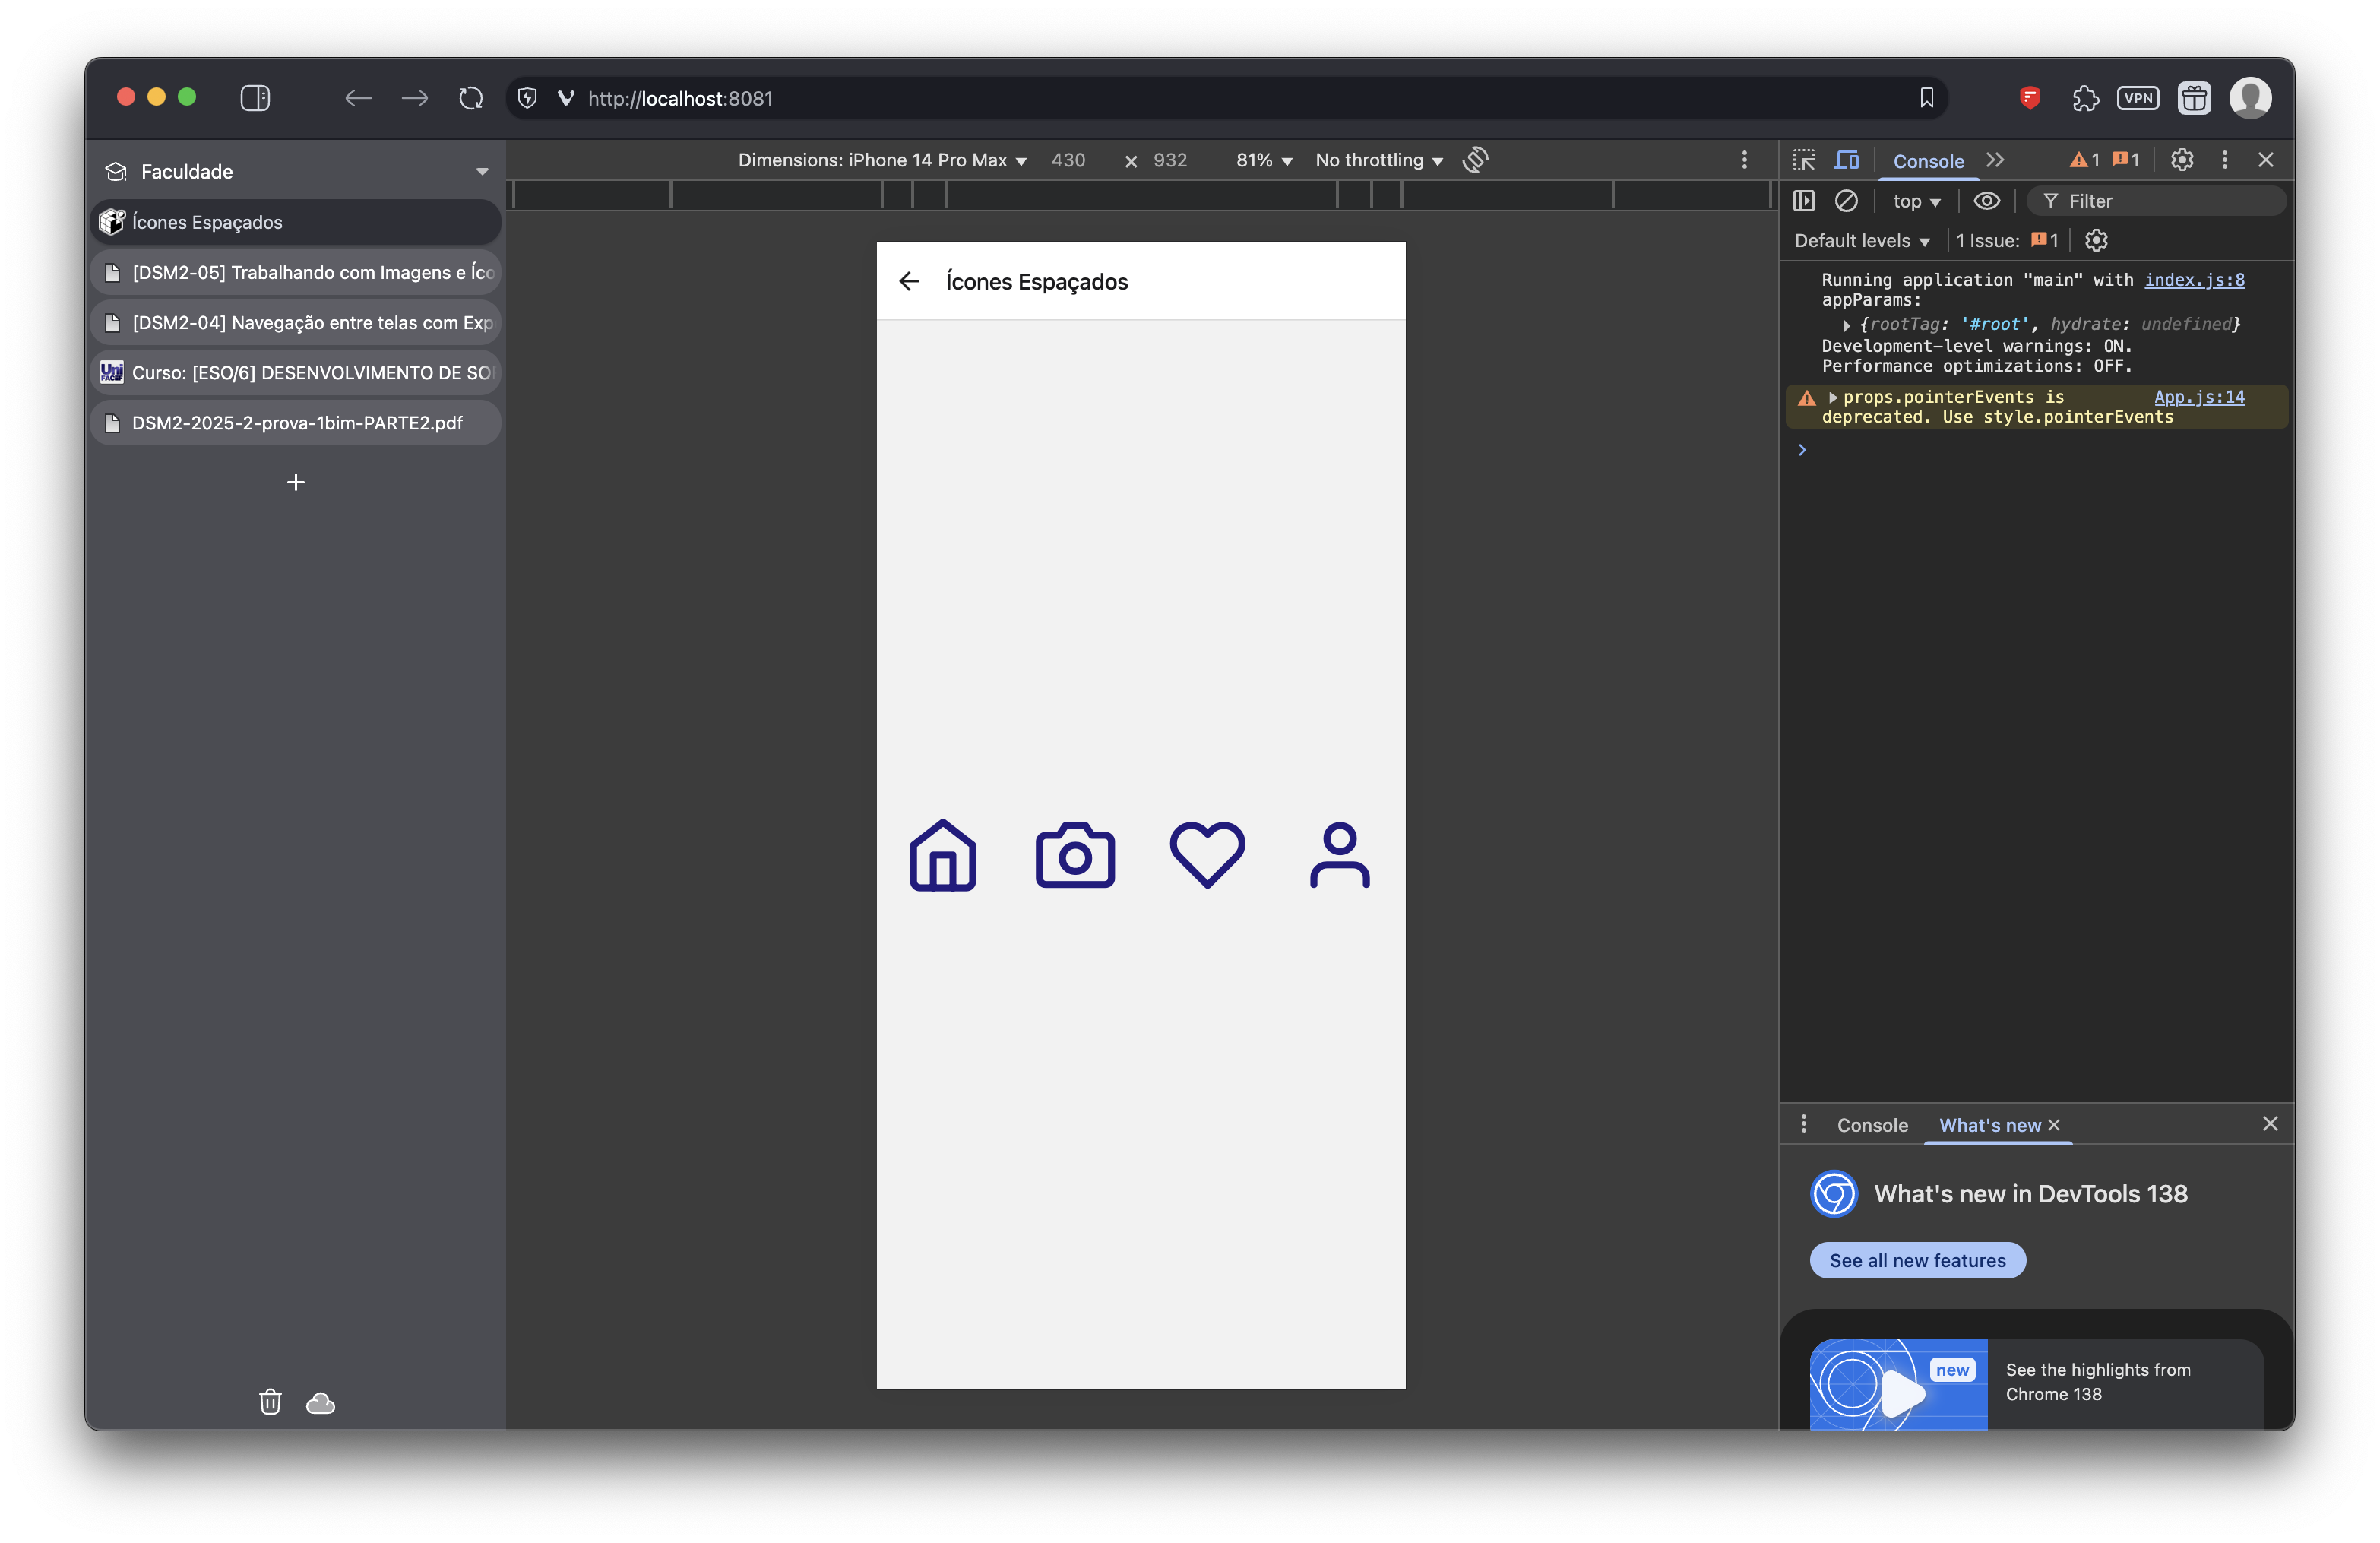 http://localhost:8081
VPN
Faculdade
Ícones Espaçados
[DSM2-05] Trabalhando com Imagens e Íco
[DSM2-04] Navegação entre telas com Exp
Uni
FACEF
Curso: [ESO/6] DESENVOLVIMENTO DE SO
DSM2-2025-2-prova-1bim-PARTE2.pdf
+
Dimensions: iPhone 14 Pro Max 430 × 932 81% No throttling
Ícones Espaçados
Console 1 1
top Filter
Default levels 1 Issue: 1
Running application "main" with index.js:8
appParams:
{rootTag: '#root', hydrate: undefined}
Development-level warnings: ON.
Performance optimizations: OFF.
props.pointerEvents is App.js:14
deprecated. Use style.pointerEvents
Console What's new
What's new in DevTools 138
See all new features
new
See the highlights from
Chrome 138